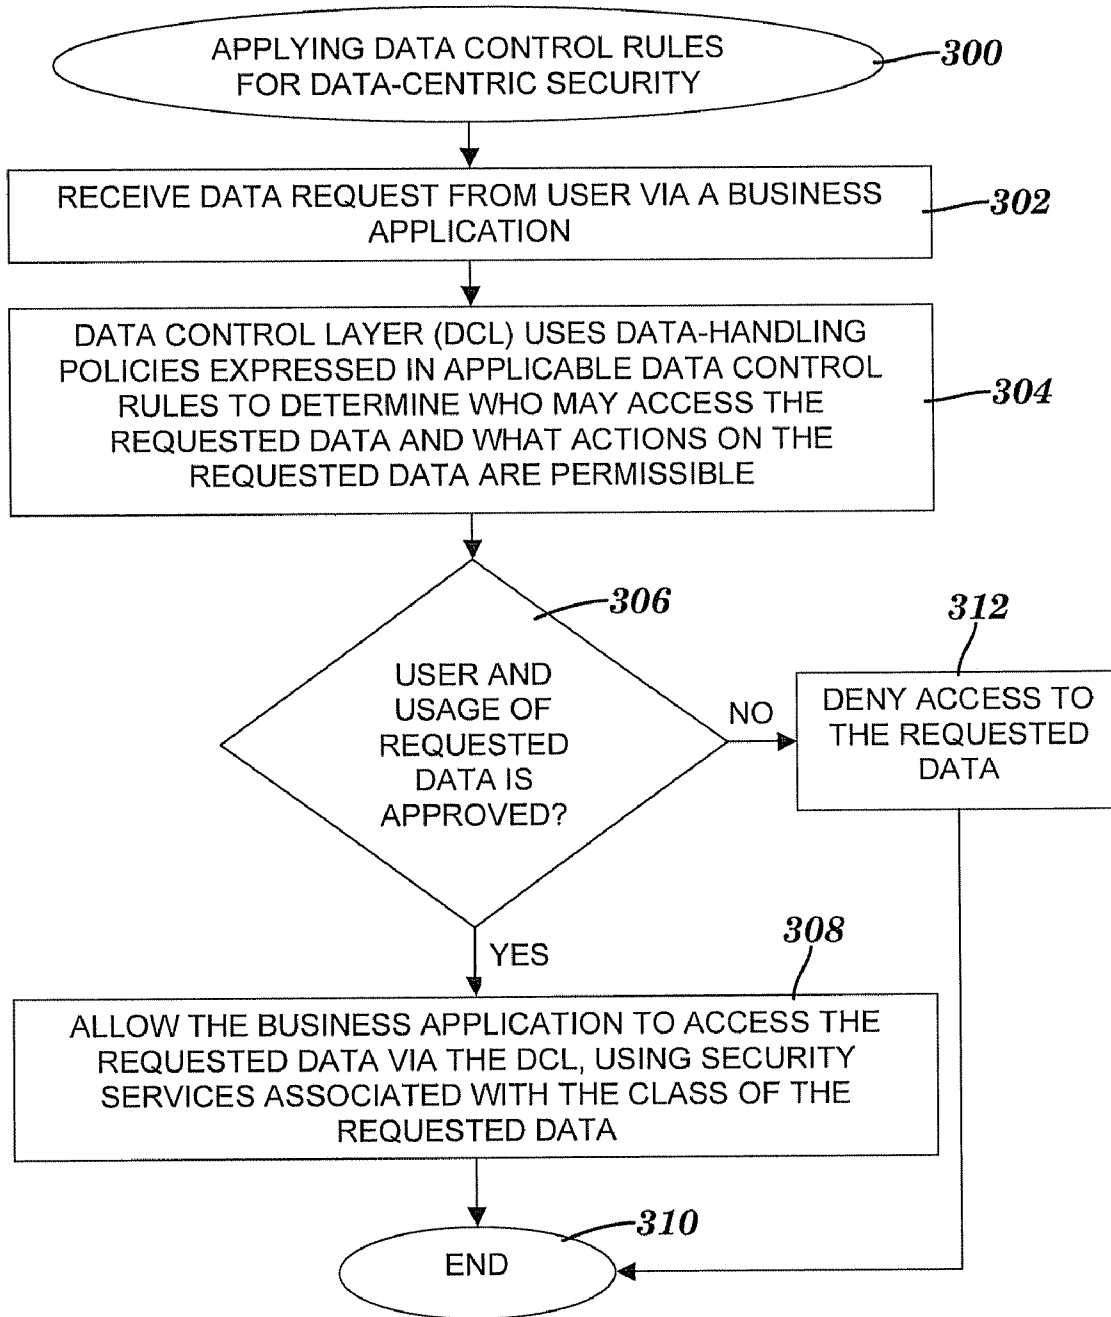 APPLYING DATA CONTROL RULES
FOR DATA-CENTRIC SECURITY
300
RECEIVE DATA REQUEST FROM USER VIA A BUSINESS
APPLICATION
302
DATA CONTROL LAYER (DCL) USES DATA-HANDLING
POLICIES EXPRESSED IN APPLICABLE DATA CONTROL
RULES TO DETERMINE WHO MAY ACCESS THE
REQUESTED DATA AND WHAT ACTIONS ON THE
REQUESTED DATA ARE PERMISSIBLE
304
306
USER AND
USAGE OF
REQUESTED
DATA IS
APPROVED?
NO
312
DENY ACCESS TO
THE REQUESTED
DATA
YES
308
ALLOW THE BUSINESS APPLICATION TO ACCESS THE
REQUESTED DATA VIA THE DCL, USING SECURITY
SERVICES ASSOCIATED WITH THE CLASS OF THE
REQUESTED DATA
310
END